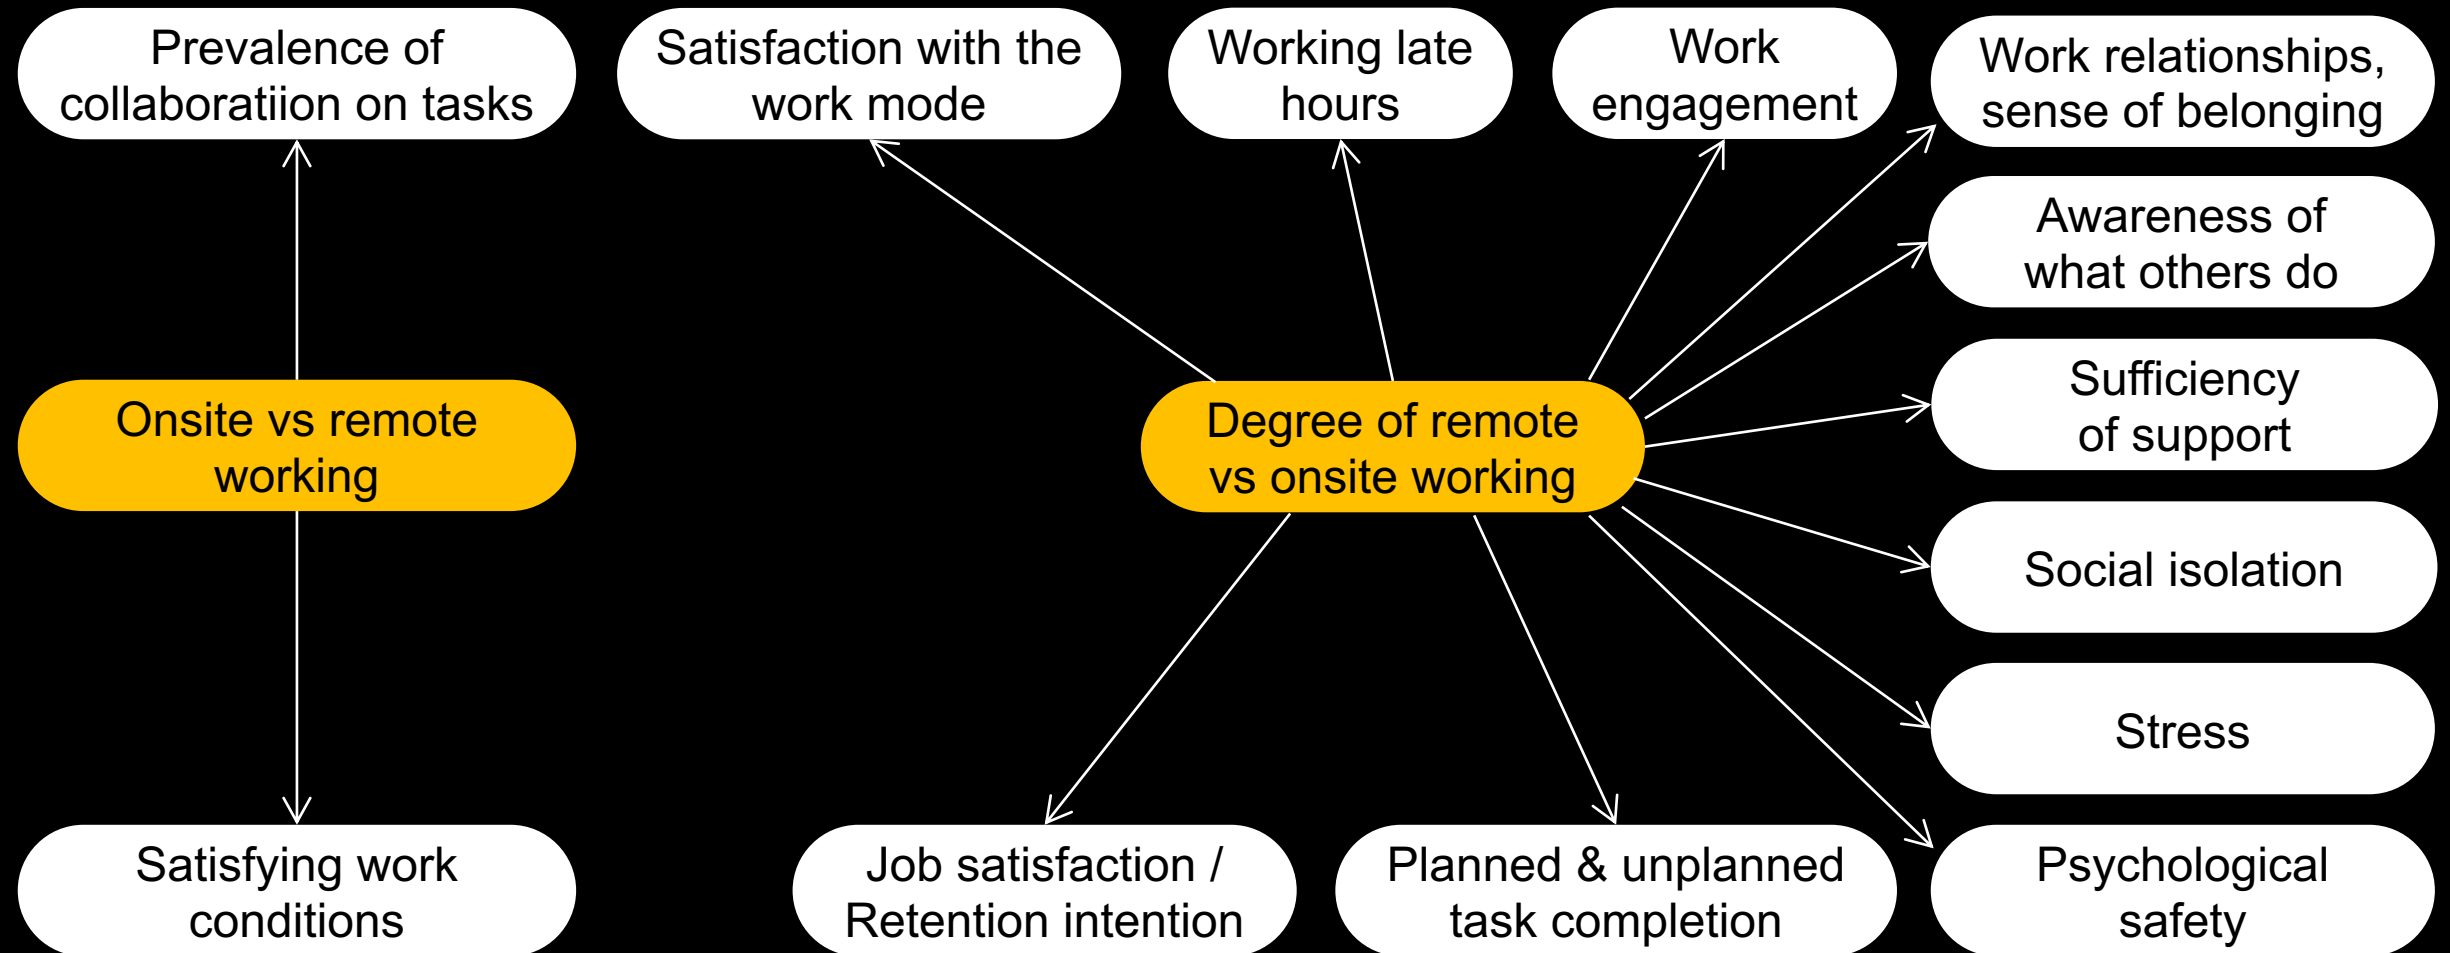 Prevalence of
collaboratiion on tasks
Satisfaction with the
work mode
Working late
hours
Work
engagement
Work relationships,
sense of belonging
Awareness of
what others do
Onsite vs remote
working
Degree of remote
vs onsite working
Sufficiency
of support
Social isolation
Stress
Satisfying work
conditions
Job satisfaction /
Retention intention
Planned & unplanned
task completion
Psychological
safety